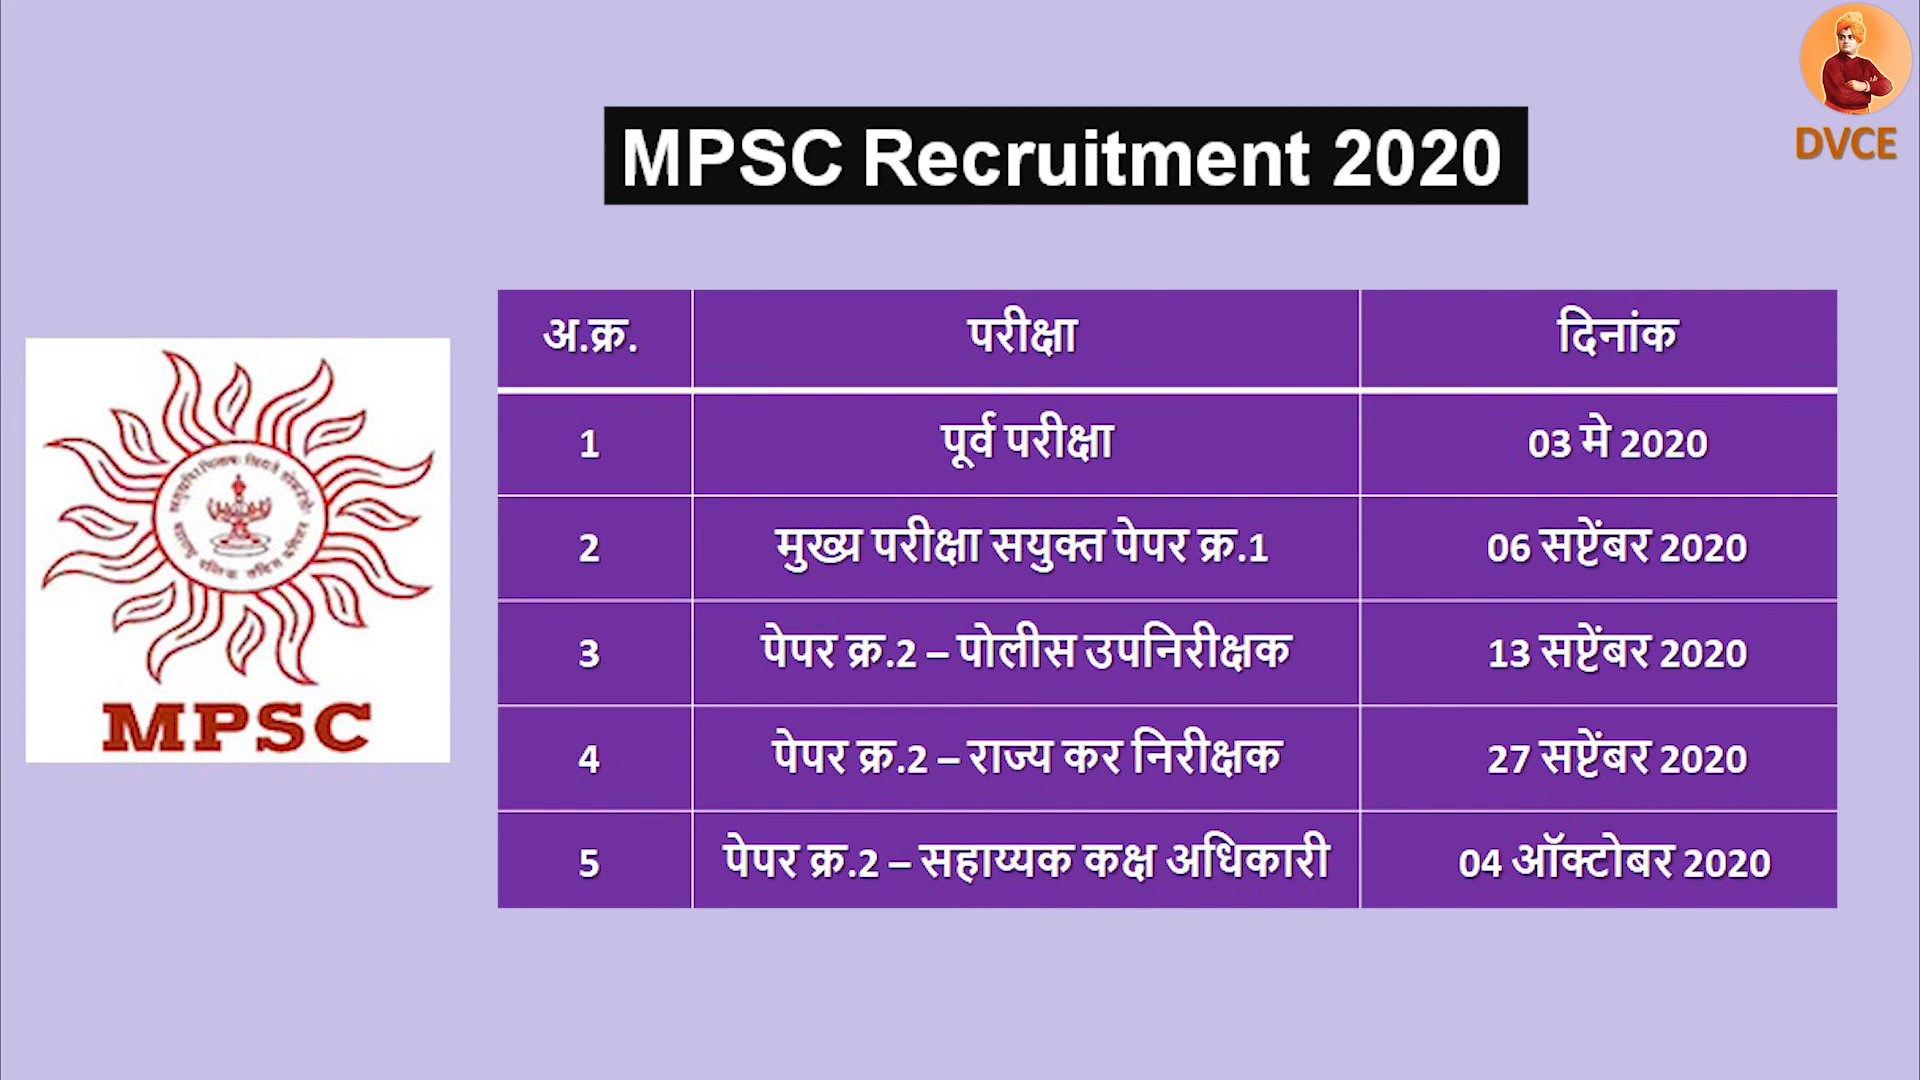 DVCE
MPSC Recruitment 2020
अ.क्र. परीक्षा दिनांक
1 पूर्व परीक्षा 03 मे 2020
2 मुख्य परीक्षा सयुक्त पेपर क्र.1 06 सप्टेंबर 2020
3 पेपर क्र.2 – पोलीस उपनिरीक्षक 13 सप्टेंबर 2020
4 पेपर क्र.2 – राज्य कर निरीक्षक 27 सप्टेंबर 2020
5 पेपर क्र.2 – सहाय्यक कक्ष अधिकारी 04 ऑक्टोबर 2020
MPSC